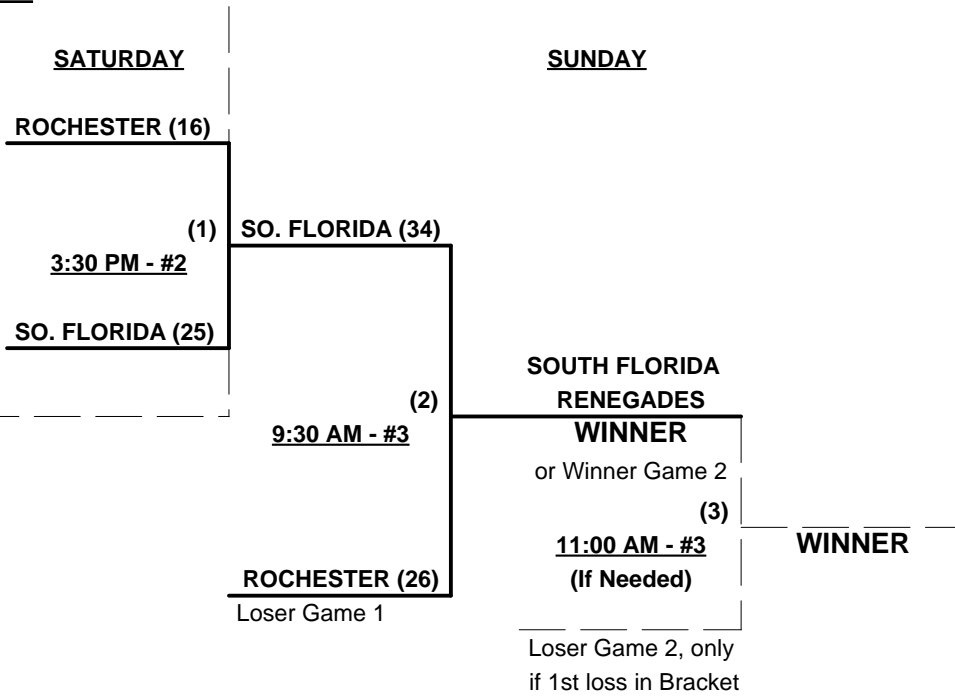 SATURDAY
SUNDAY
ROCHESTER (16)
(1)
SO. FLORIDA (34)
3:30 PM - #2
SO. FLORIDA (25)
SOUTH FLORIDA
RENEGADES
(2)
9:30 AM - #3
WINNER
or Winner Game 2
(3)
11:00 AM - #3
WINNER
(If Needed)
ROCHESTER (26)
Loser Game 1
Loser Game 2, only
if 1st loss in Bracket